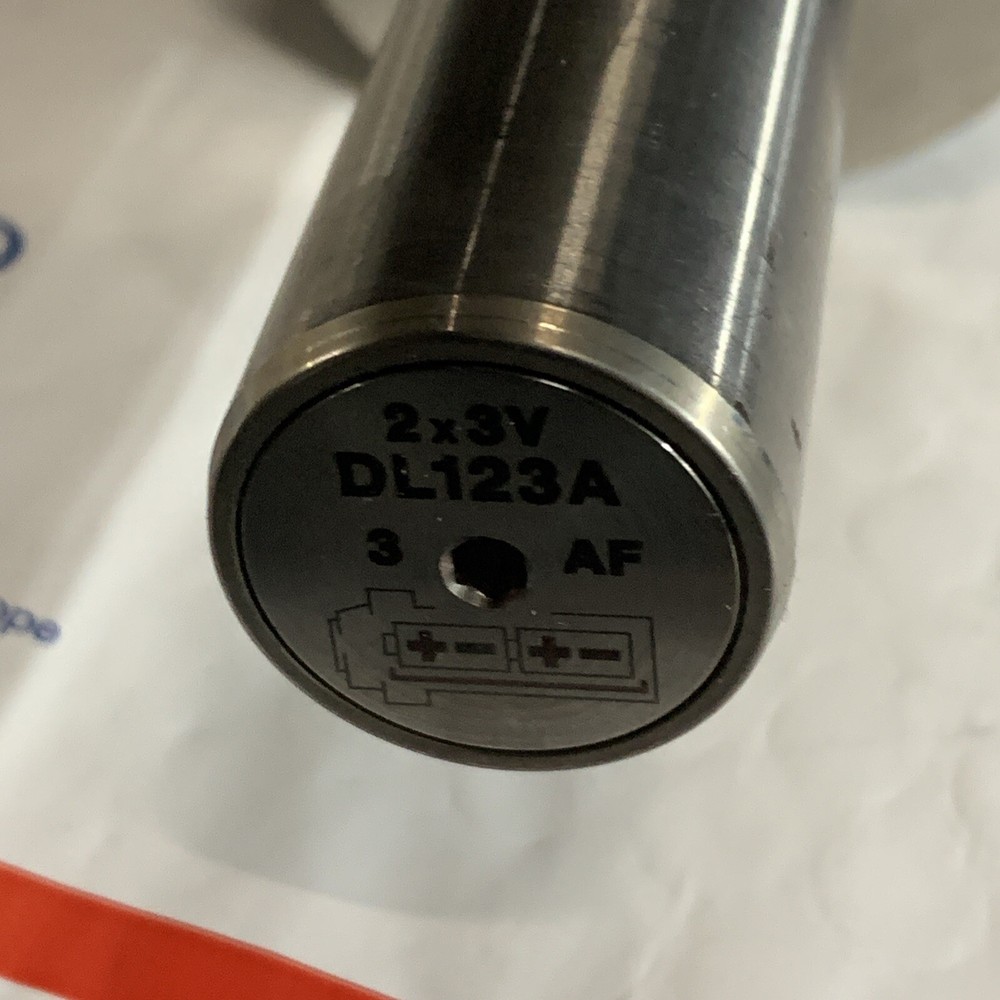 2x3V
DL123A
3 AF
+ - + -